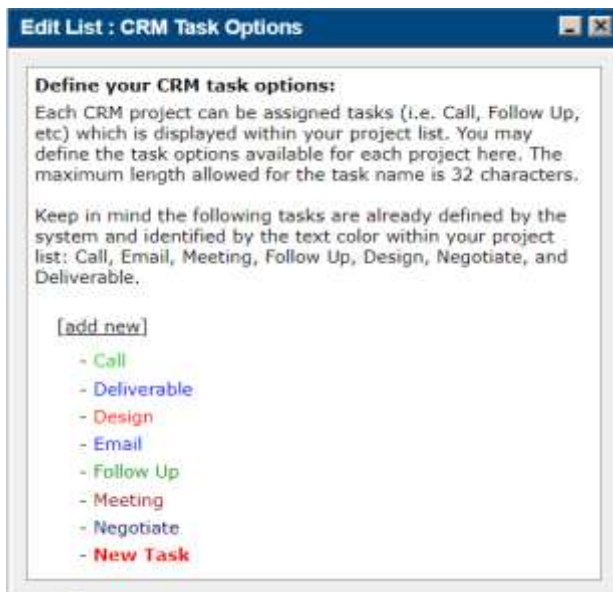 Edit List : CRM Task Options
Define your CRM task options:
Each CRM project can be assigned tasks (i.e. Call, Follow Up,
etc) which is displayed within your project list. You may
define the task options available for each project here. The
maximum length allowed for the task name is 32 characters.
Keep in mind the following tasks are already defined by the
system and identified by the text color within your project
list: Call, Email, Meeting, Follow Up, Design, Negotiate, and
Deliverable.
[add new]
- Call
- Deliverable
- Design
- Email
- Follow Up
- Meeting
- Negotiate
- New Task